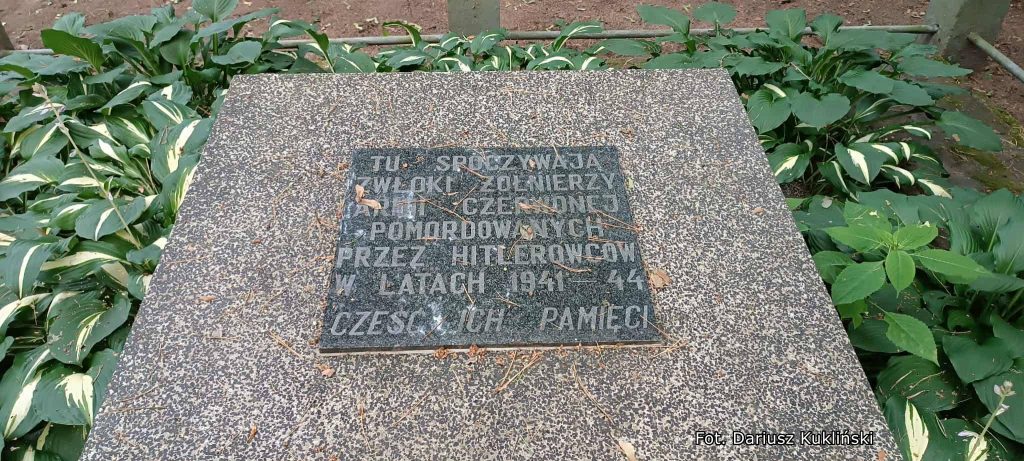 TU SPOCZYWAJĄ
ZWŁOKI ŻOŁNIERZY
ARMII CZERWONEJ
POMORDOWANYCH
PRZEZ HITLEROWCÓW
W LATACH 1941 - 44
CZEŚĆ ICH PAMIĘCI
Fot. Dariusz Kukliński